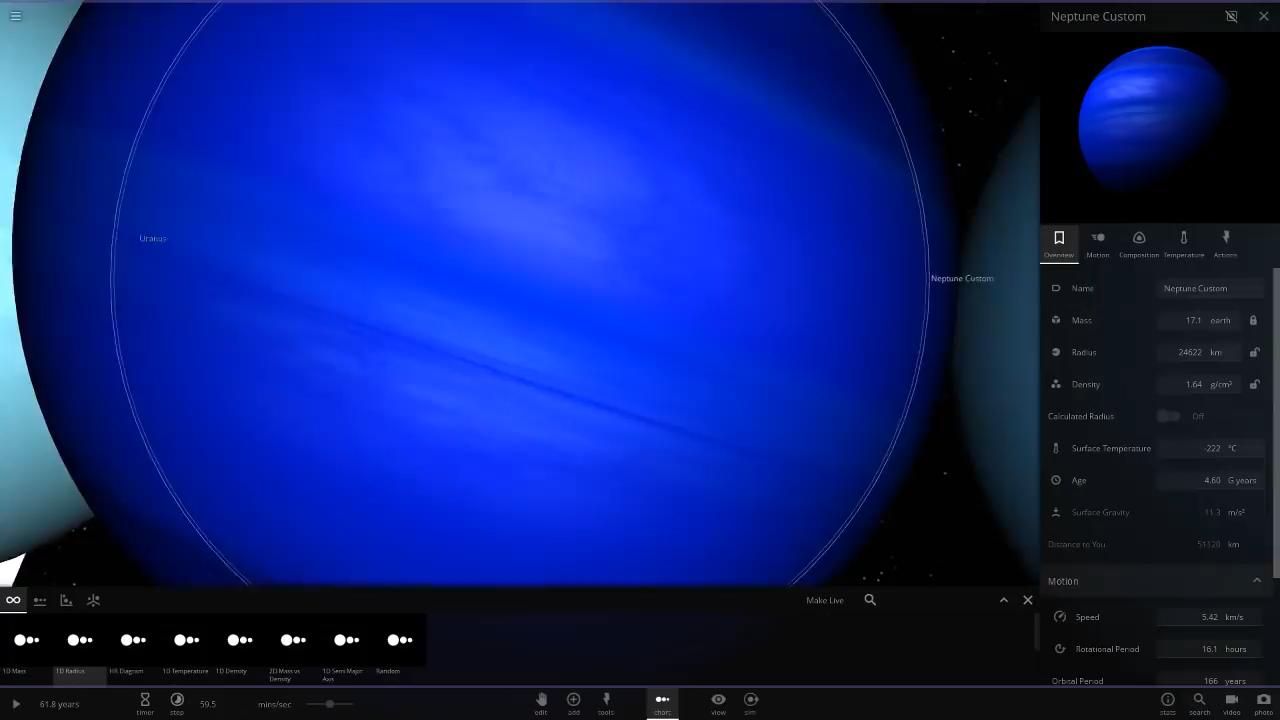 Neptune Custom
Uranus
Neptune Custom
Overview
Motion
Composition
Temperature
Actions
Name Neptune Custom
Mass 17.1 earth
Radius 24622 km
Density 1.64 g/cm³
Calculated Radius Off
Surface Temperature -222 °C
Age 4.60 G years
Surface Gravity 11.3 m/s²
Distance to You 51120 km
Motion
Speed 5.42 km/s
Rotational Period 16.1 hours
Orbital Period 166 years
Make Live
1D Mass
1D Radius
HR Diagram
1D Temperature
1D Density
2D Mass vs
Density
1D Semi Major
Axis
Random
61.8 years
timer
step
59.5 mins/sec
edit
add
tools
chart
view
sim
stats
search
video
photo